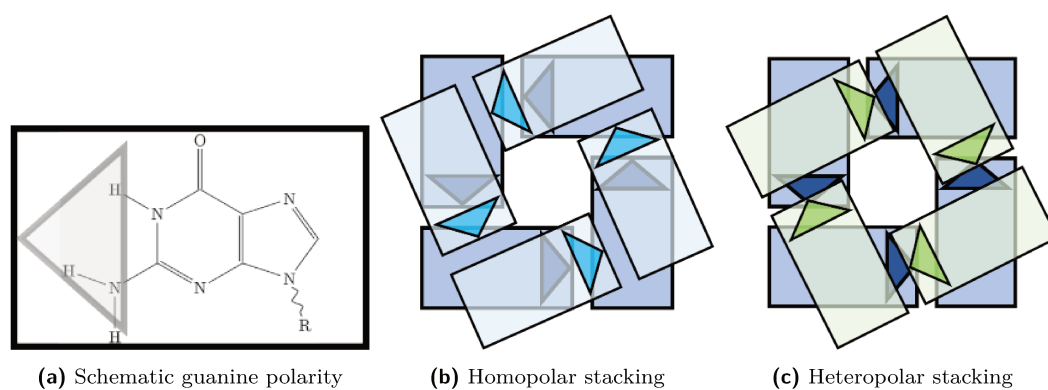 O
H
N
N
H
N
N
N
H
R
(a) Schematic guanine polarity
(b) Homopolar stacking
(c) Heteropolar stacking